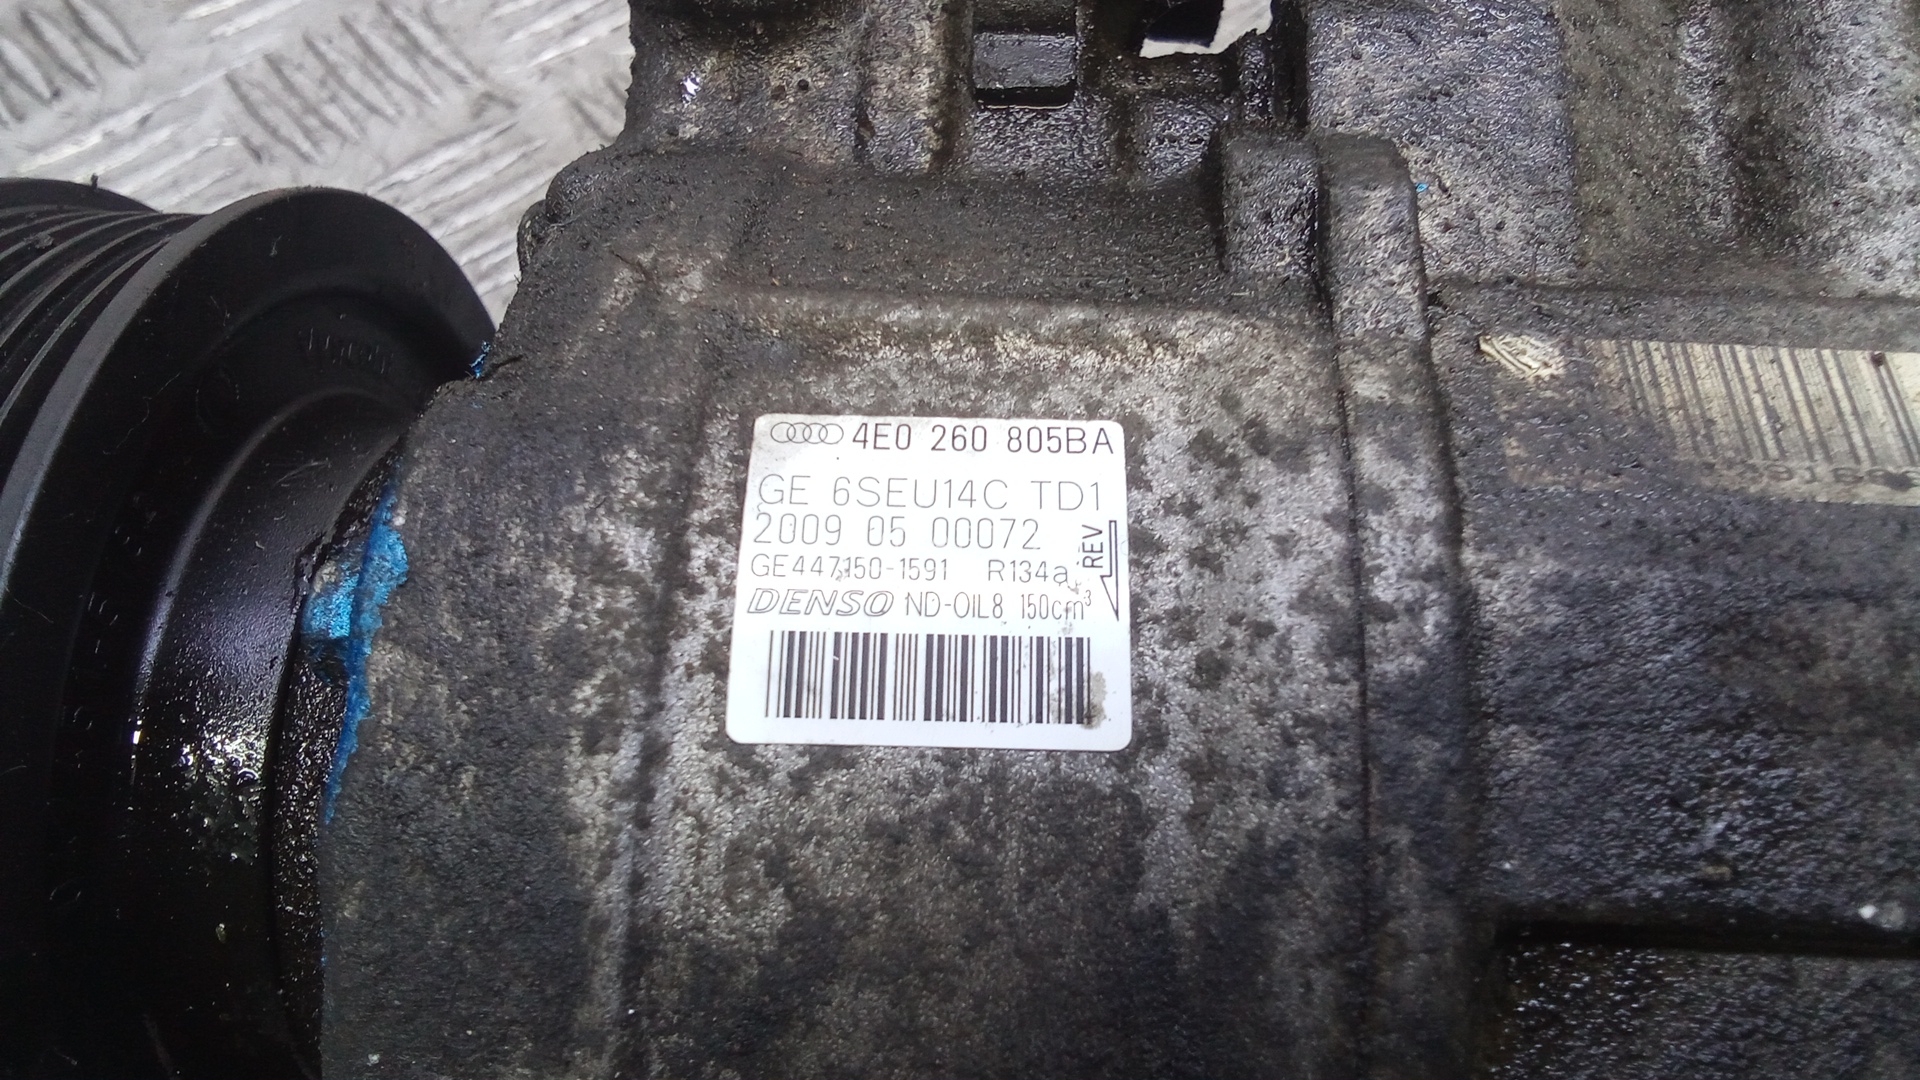 4E0 260 805BA
GE 6SEU14C TD1
2009 05 00072
REV
GE447150-1591 R134a
DENSO ND-OIL8 150cm³